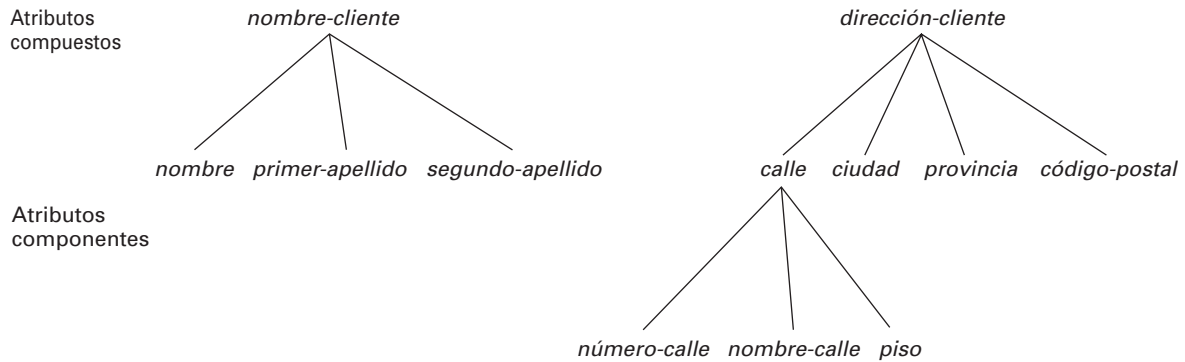 Atributos
compuestos
nombre-cliente
dirección-cliente
nombre primer-apellido segundo-apellido
calle ciudad provincia código-postal
Atributos
componentes
número-calle nombre-calle piso